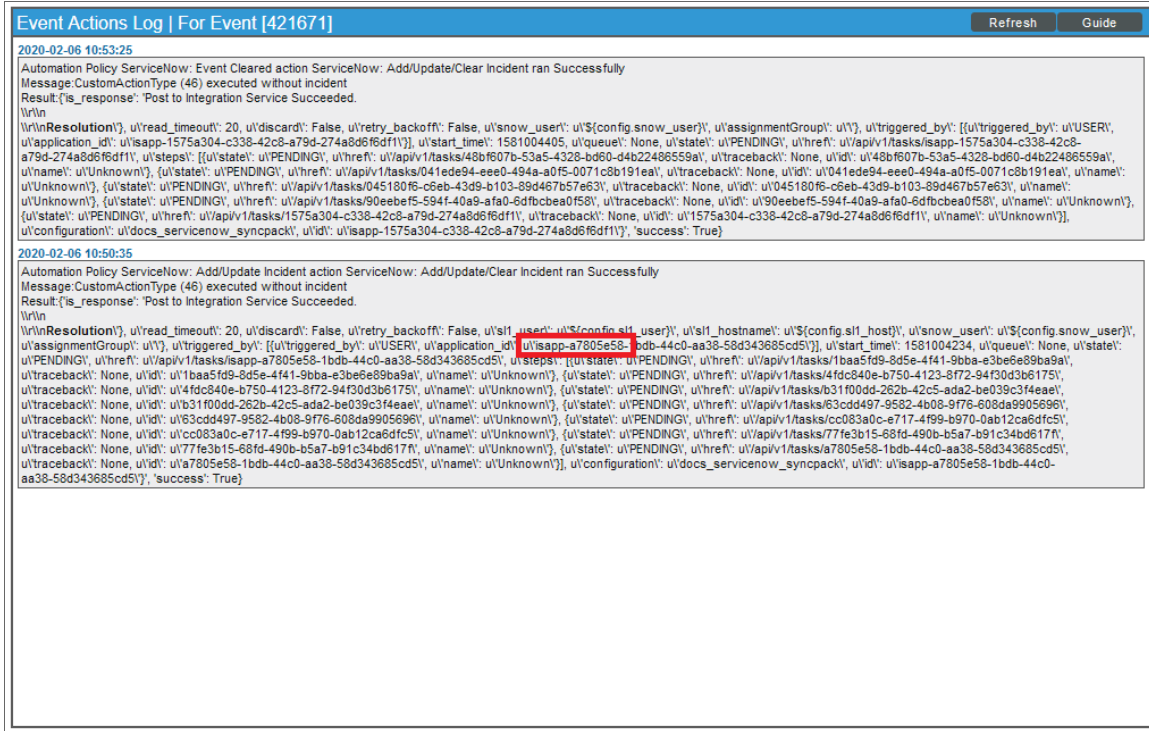 Event Actions Log | For Event [421671]
Refresh
Guide
2020-02-06 10:53:25
Automation Policy ServiceNow: Event Cleared action ServiceNow: Add/Update/Clear Incident ran Successfully
Message:CustomActionType (46) executed without incident
Result:{'is_response': 'Post to Integration Service Succeeded.
\\r\\n
\\r\\nResolution\'}, u\'read_timeout\': 20, u\'discard\': False, u\'retry_backoff\': False, u\'snow_user\': u\'${config.snow_user}\', u\'assignmentGroup\': u\'\'}, u\'triggered_by\': [{u\'triggered_by\': u\'USER\',
u\'application_id\': u\'isapp-1575a304-c338-42c8-a79d-274a8d6f6df1\'}], u\'start_time\': 1581004405, u\'queue\': None, u\'state\': u\'PENDING\', u\'href\': u\'/api/v1/tasks/isapp-1575a304-c338-42c8-
a79d-274a8d6f6df1\', u\'steps\': [{u\'state\': u\'PENDING\', u\'href\': u\'/api/v1/tasks/48bf607b-53a5-4328-bd60-d4b22486559a\', u\'traceback\': None, u\'id\': u\'48bf607b-53a5-4328-bd60-d4b22486559a\',
u\'name\': u\'Unknown\'}, {u\'state\': u\'PENDING\', u\'href\': u\'/api/v1/tasks/041ede94-eee0-494a-a0f5-0071c8b191ea\', u\'traceback\': None, u\'id\': u\'041ede94-eee0-494a-a0f5-0071c8b191ea\', u\'name\':
u\'Unknown\'}, {u\'state\': u\'PENDING\', u\'href\': u\'/api/v1/tasks/045180f6-c6eb-43d9-b103-89d467b57e63\', u\'traceback\': None, u\'id\': u\'045180f6-c6eb-43d9-b103-89d467b57e63\', u\'name\':
u\'Unknown\'}, {u\'state\': u\'PENDING\', u\'href\': u\'/api/v1/tasks/90eebef5-594f-40a9-afa0-6dfbcbea0f58\', u\'traceback\': None, u\'id\': u\'90eebef5-594f-40a9-afa0-6dfbcbea0f58\', u\'name\': u\'Unknown\'},
{u\'state\': u\'PENDING\', u\'href\': u\'/api/v1/tasks/1575a304-c338-42c8-a79d-274a8d6f6df1\', u\'traceback\': None, u\'id\': u\'1575a304-c338-42c8-a79d-274a8d6f6df1\', u\'name\': u\'Unknown\'}],
u\'configuration\': u\'docs_servicenow_syncpack\', u\'id\': u\'isapp-1575a304-c338-42c8-a79d-274a8d6f6df1\'}', 'success': True}
2020-02-06 10:50:35
Automation Policy ServiceNow: Add/Update Incident action ServiceNow: Add/Update/Clear Incident ran Successfully
Message:CustomActionType (46) executed without incident
Result:{'is_response': 'Post to Integration Service Succeeded.
\\r\\n
\\r\\nResolution\'}, u\'read_timeout\': 20, u\'discard\': False, u\'retry_backoff\': False, u\'sl1_user\': u\'${config.sl1_user}\', u\'sl1_hostname\': u\'${config.sl1_host}\', u\'snow_user\': u\'${config.snow_user}\',
u\'assignmentGroup\': u\'\'}, u\'triggered_by\': [{u\'triggered_by\': u\'USER\', u\'application_id\': u\'isapp-a7805e58-1bdb-44c0-aa38-58d343685cd5\'}], u\'start_time\': 1581004234, u\'queue\': None, u\'state\':
u\'PENDING\', u\'href\': u\'/api/v1/tasks/isapp-a7805e58-1bdb-44c0-aa38-58d343685cd5\', u\'steps\': [{u\'state\': u\'PENDING\', u\'href\': u\'/api/v1/tasks/1baa5fd9-8d5e-4f41-9bba-e3be6e89ba9a\',
u\'traceback\': None, u\'id\': u\'1baa5fd9-8d5e-4f41-9bba-e3be6e89ba9a\', u\'name\': u\'Unknown\'}, {u\'state\': u\'PENDING\', u\'href\': u\'/api/v1/tasks/4fdc840e-b750-4123-8f72-94f30d3b6175\',
u\'traceback\': None, u\'id\': u\'4fdc840e-b750-4123-8f72-94f30d3b6175\', u\'name\': u\'Unknown\'}, {u\'state\': u\'PENDING\', u\'href\': u\'/api/v1/tasks/b31f00dd-262b-42c5-ada2-be039c3f4eae\',
u\'traceback\': None, u\'id\': u\'b31f00dd-262b-42c5-ada2-be039c3f4eae\', u\'name\': u\'Unknown\'}, {u\'state\': u\'PENDING\', u\'href\': u\'/api/v1/tasks/63cdd497-9582-4b08-9f76-608da9905696\',
u\'traceback\': None, u\'id\': u\'63cdd497-9582-4b08-9f76-608da9905696\', u\'name\': u\'Unknown\'}, {u\'state\': u\'PENDING\', u\'href\': u\'/api/v1/tasks/cc083a0c-e717-4f99-b970-0ab12ca6dfc5\',
u\'traceback\': None, u\'id\': u\'cc083a0c-e717-4f99-b970-0ab12ca6dfc5\', u\'name\': u\'Unknown\'}, {u\'state\': u\'PENDING\', u\'href\': u\'/api/v1/tasks/77fe3b15-68fd-490b-b5a7-b91c34bd617f\',
u\'traceback\': None, u\'id\': u\'77fe3b15-68fd-490b-b5a7-b91c34bd617f\', u\'name\': u\'Unknown\'}, {u\'state\': u\'PENDING\', u\'href\': u\'/api/v1/tasks/a7805e58-1bdb-44c0-aa38-58d343685cd5\',
u\'traceback\': None, u\'id\': u\'a7805e58-1bdb-44c0-aa38-58d343685cd5\', u\'name\': u\'Unknown\'}], u\'configuration\': u\'docs_servicenow_syncpack\', u\'id\': u\'isapp-a7805e58-1bdb-44c0-
aa38-58d343685cd5\'}', 'success': True}